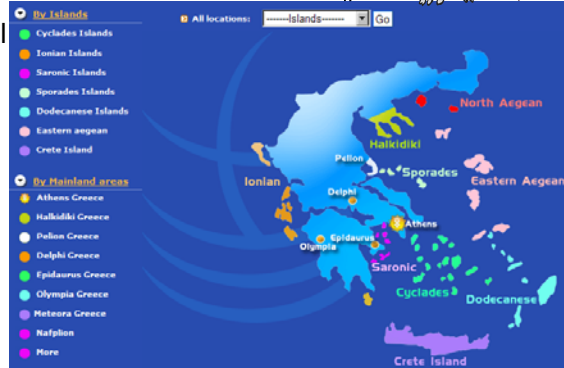 By Islands
Cyclades Islands
Ionian Islands
Saronic Islands
Sporades Islands
Dodecanese Islands
Eastern aegean
Crete Island
By Mainland areas
Athens Greece
Halkidiki Greece
Pelion Greece
Delphi Greece
Epidaurus Greece
Olympia Greece
Meteora Greece
Nafplion
More
All locations: -------Islands------- Go
North Aegean
Halkidiki
Pelion
Sporades
Ionian
Eastern Aegean
Delphi
Athens
Epidaurus
Olympia
Saronic
Cyclades
Dodecanese
Crete Island